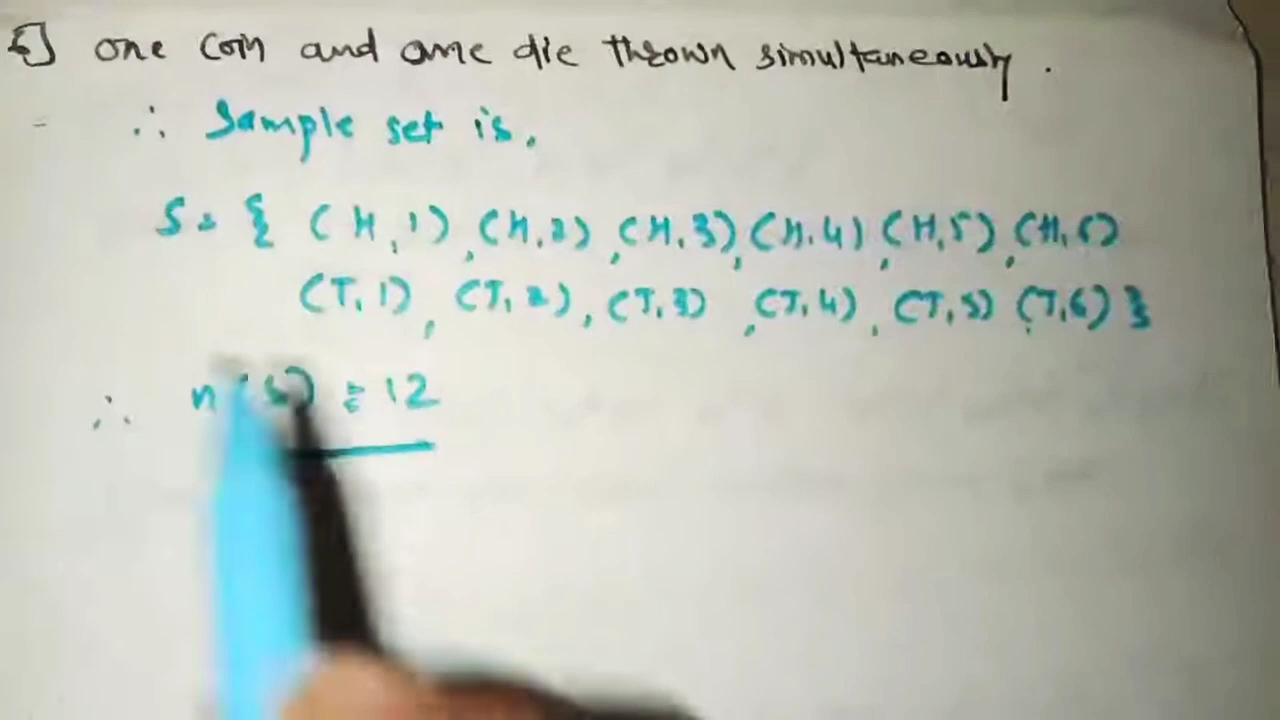 6] one coin and one die thrown simultaneously.
∴ Sample set is.
S = { (H,1), (H,2), (H,3), (H,4), (H,5), (H,6)
(T,1), (T,2), (T,3), (T,4), (T,5) (T,6) }
∴ n(S) = 12